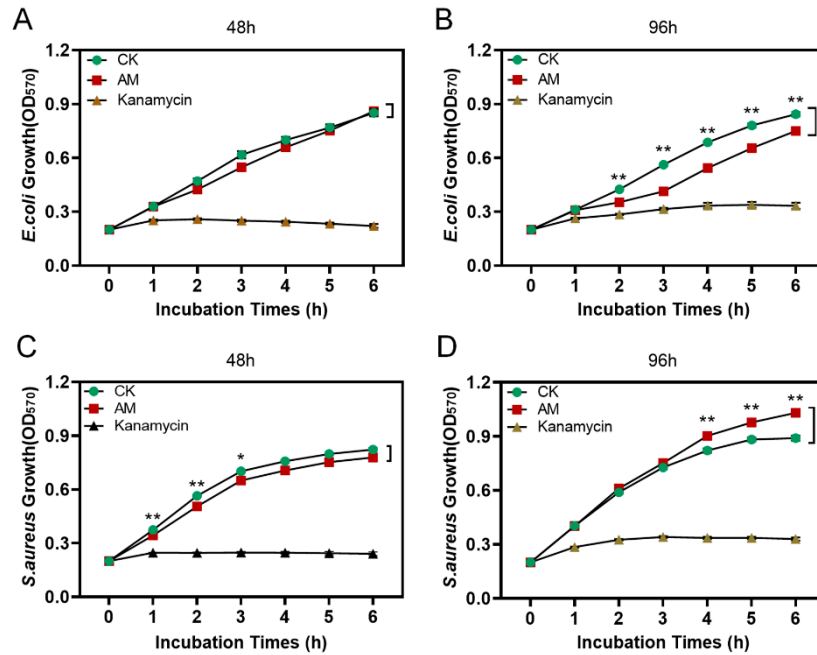 A
48h
E.coli Growth(OD570)
1.2
0.9
0.6
0.3
0.0
CK
AM
Kanamycin
0 1 2 3 4 5 6
Incubation Times (h)
B
96h
E.coli Growth(OD570)
1.2
0.9
0.6
0.3
0.0
CK
AM
Kanamycin
** ** ** ** **
0 1 2 3 4 5 6
Incubation Times (h)
C
48h
S.aureus Growth(OD570)
1.2
0.9
0.6
0.3
0.0
CK
AM
Kanamycin
** ** *
0 1 2 3 4 5 6
Incubation Times (h)
D
96h
S.aureus Growth(OD570)
1.2
0.9
0.6
0.3
0.0
CK
AM
Kanamycin
** ** **
0 1 2 3 4 5 6
Incubation Times (h)